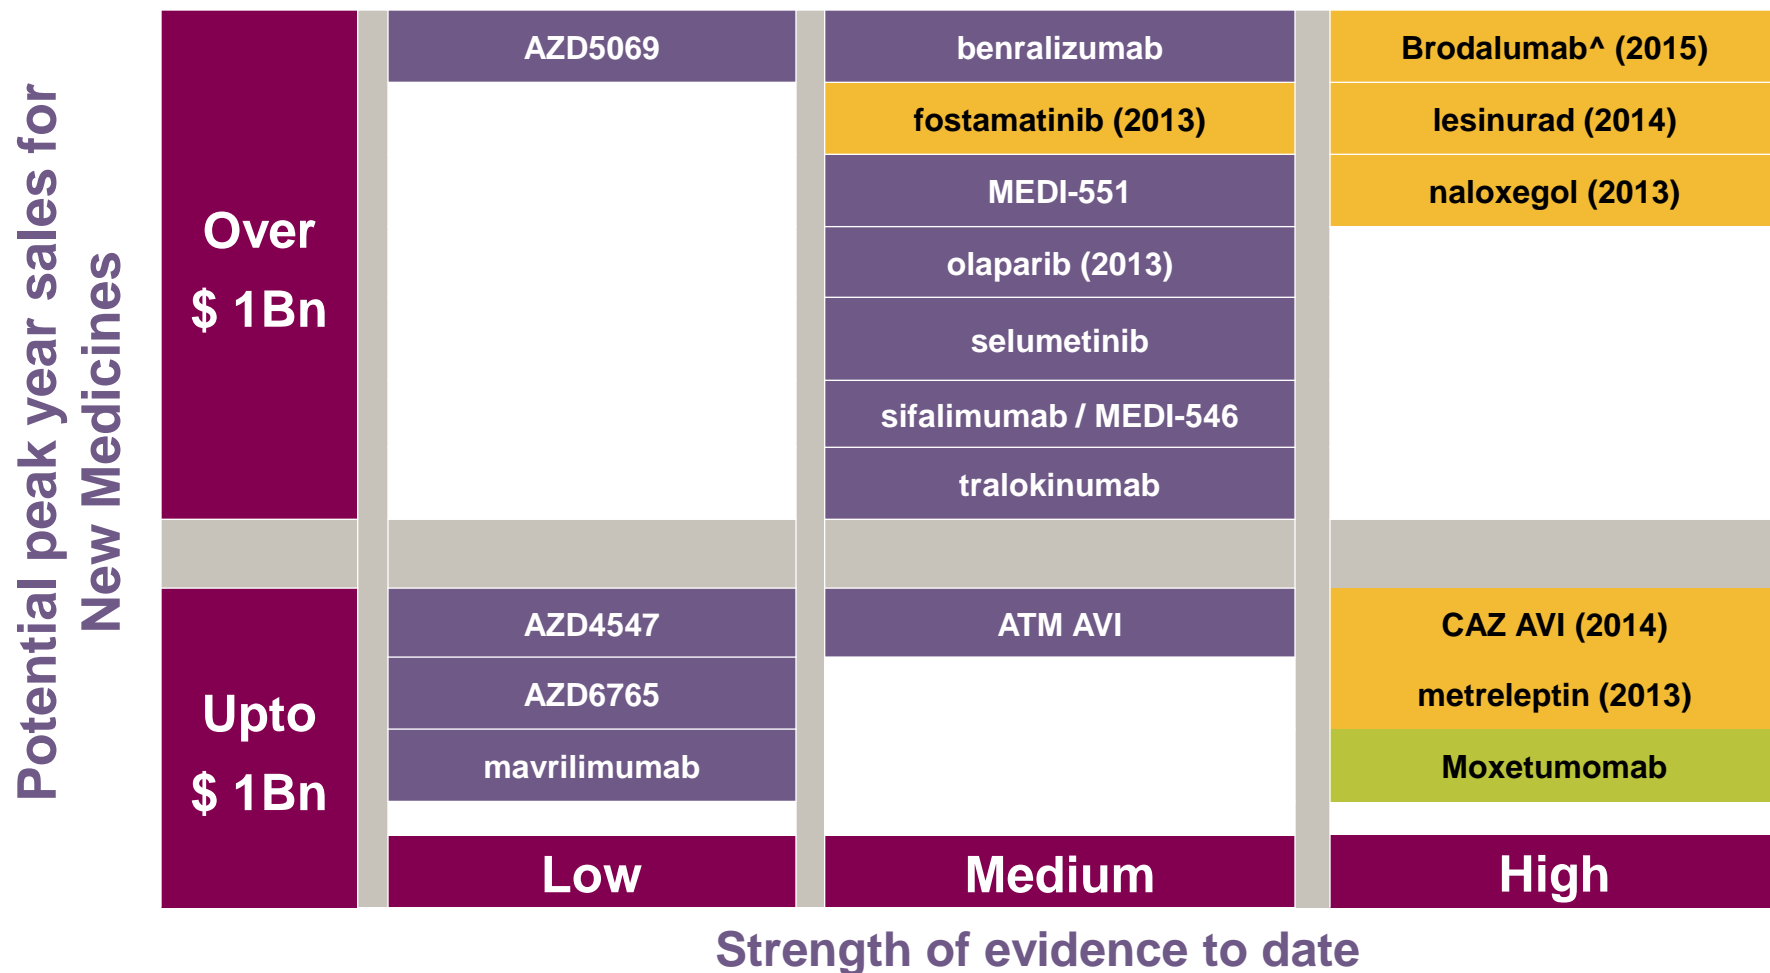 Potential peak year sales for
New Medicines
Over
$ 1Bn
AZD5069
benralizumab
fostamatinib (2013)
MEDI-551
olaparib (2013)
selumetinib
sifalimumab / MEDI-546
tralokinumab
Brodalumab^ (2015)
lesinurad (2014)
naloxegol (2013)
Upto
$ 1Bn
AZD4547
AZD6765
mavrilimumab
ATM AVI
CAZ AVI (2014)
metreleptin (2013)
Moxetumomab
Low
Medium
High
Strength of evidence to date